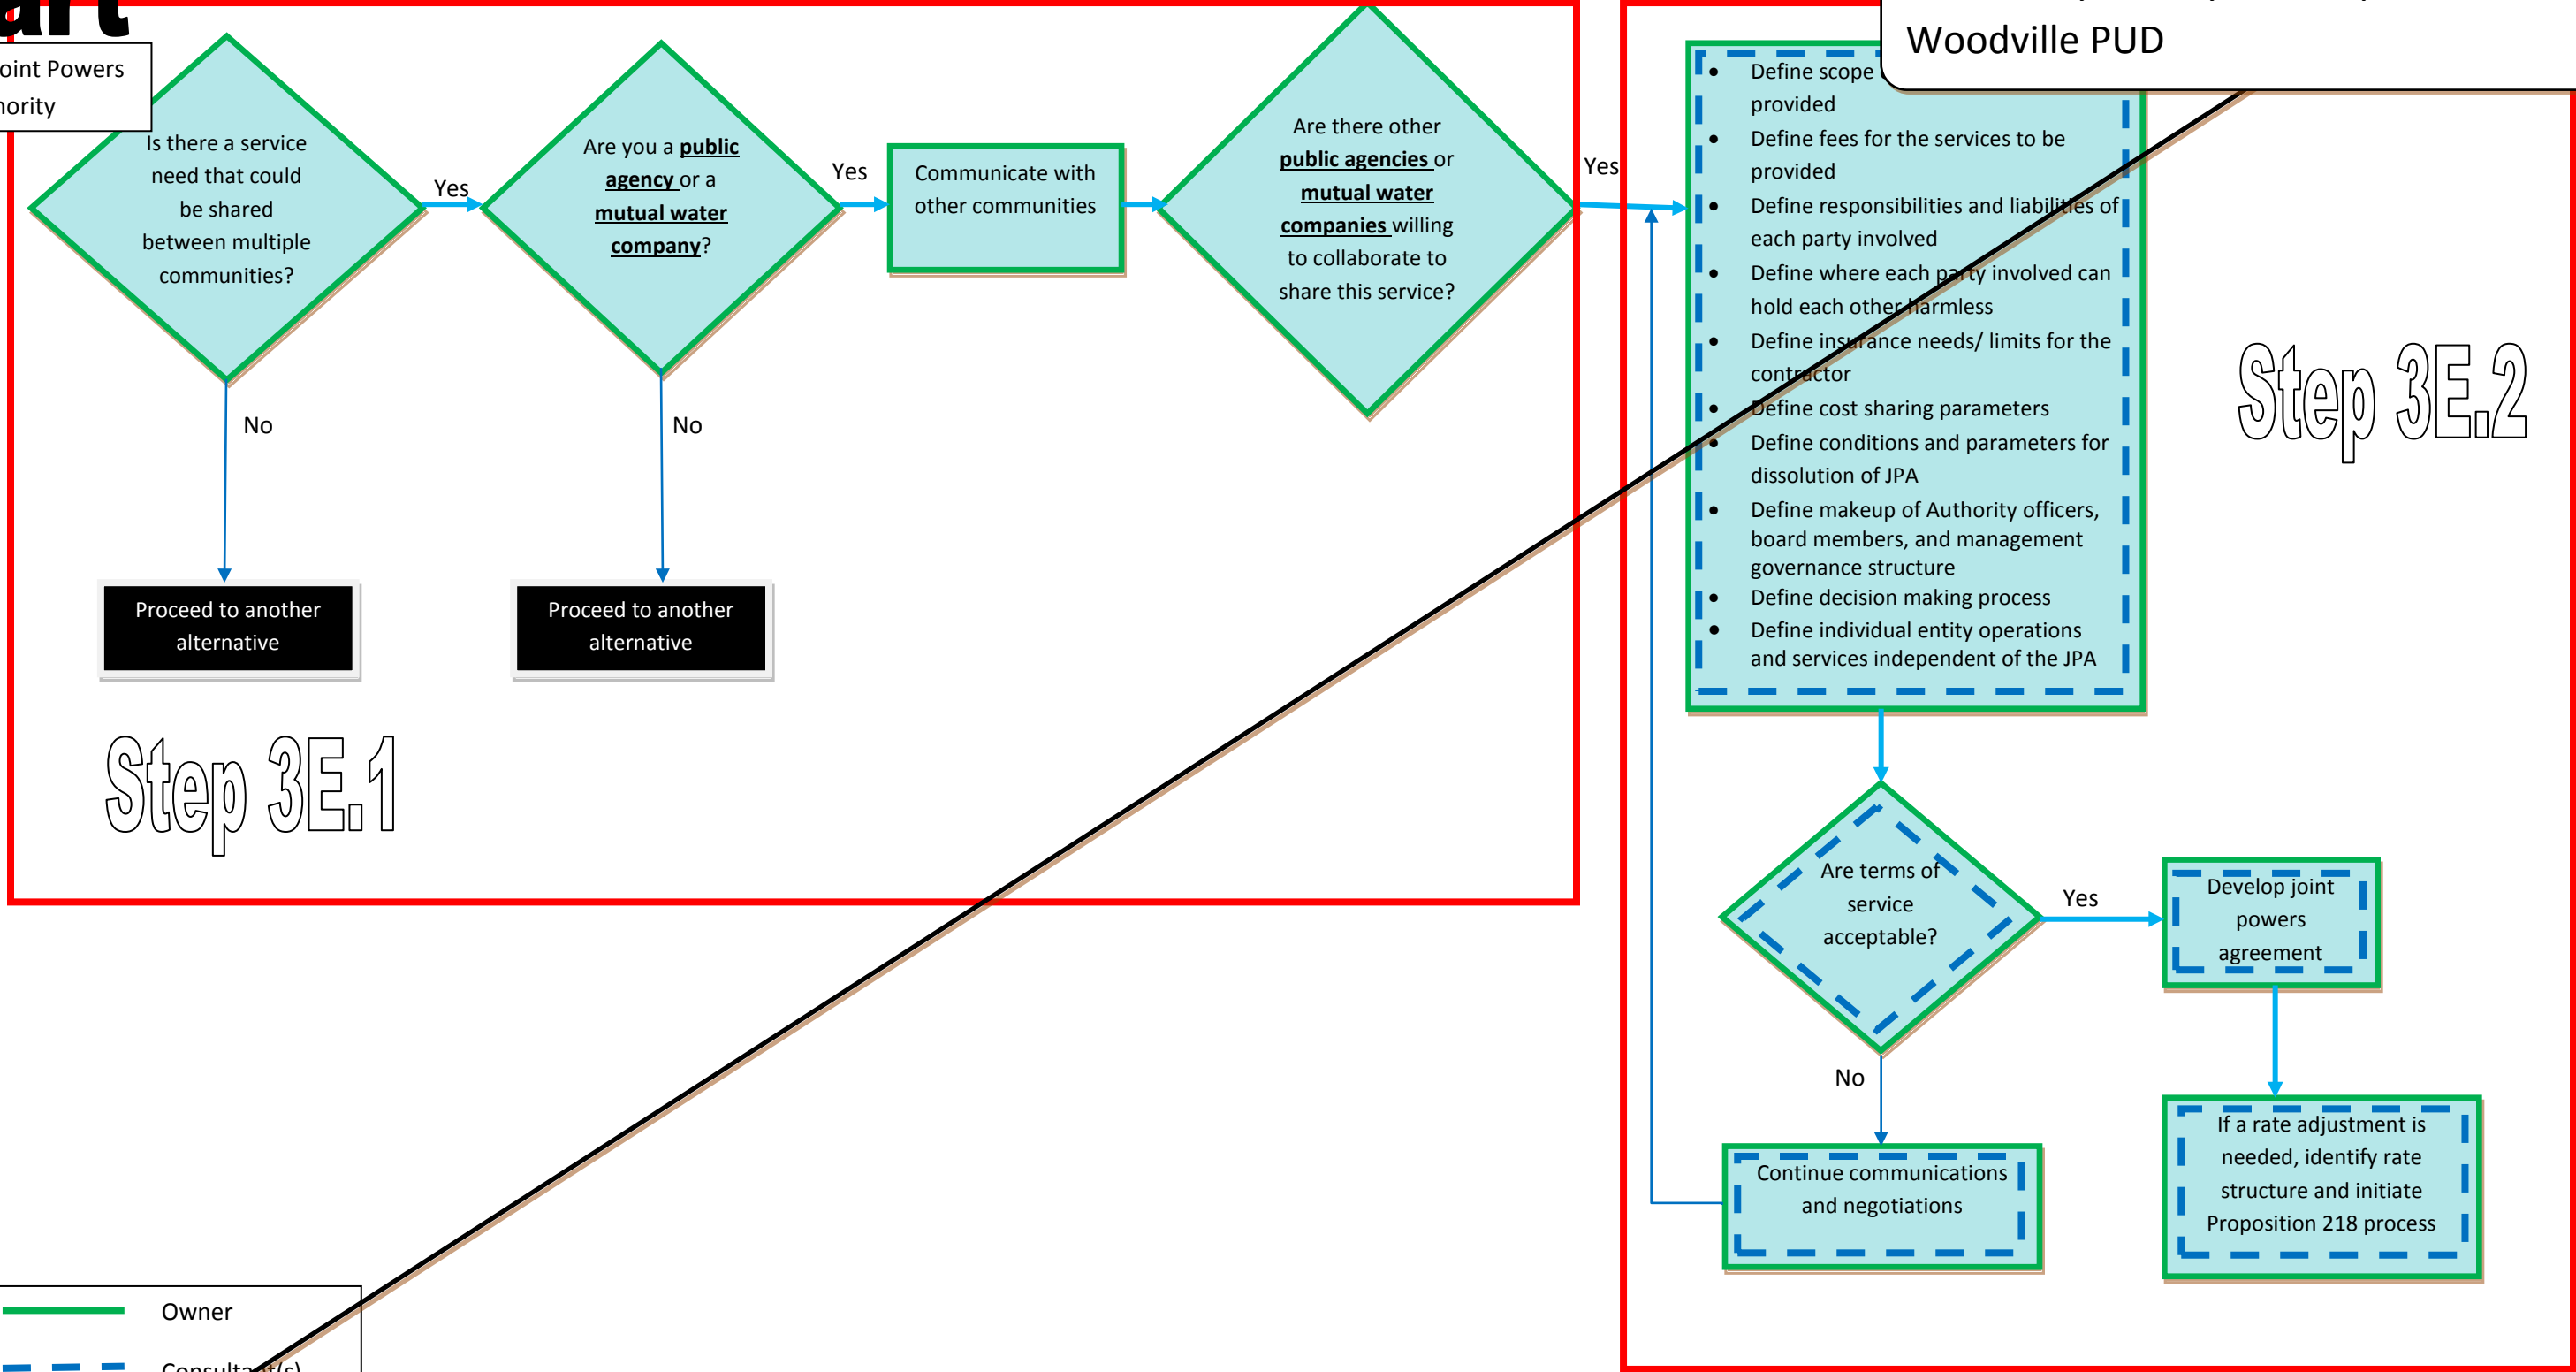 art
oint Powers
ority
Is there a service
need that could
be shared
between multiple
communities?
Yes
No
Proceed to another
alternative
Are you a public
agency or a
mutual water
company?
Yes
No
Proceed to another
alternative
Communicate with
other communities
Are there other
public agencies or
mutual water
companies willing
to collaborate to
share this service?
Yes
Step 3E.1
Woodville PUD
• Define scope
provided
• Define fees for the services to be
provided
• Define responsibilities and liabilities of
each party involved
• Define where each party involved can
hold each other harmless
• Define insurance needs/ limits for the
contractor
• Define cost sharing parameters
• Define conditions and parameters for
dissolution of JPA
• Define makeup of Authority officers,
board members, and management
governance structure
• Define decision making process
• Define individual entity operations
and services independent of the JPA
Step 3E.2
Are terms of
service
acceptable?
Yes
No
Develop joint
powers
agreement
Continue communications
and negotiations
If a rate adjustment is
needed, identify rate
structure and initiate
Proposition 218 process
Owner
Consultant(s)